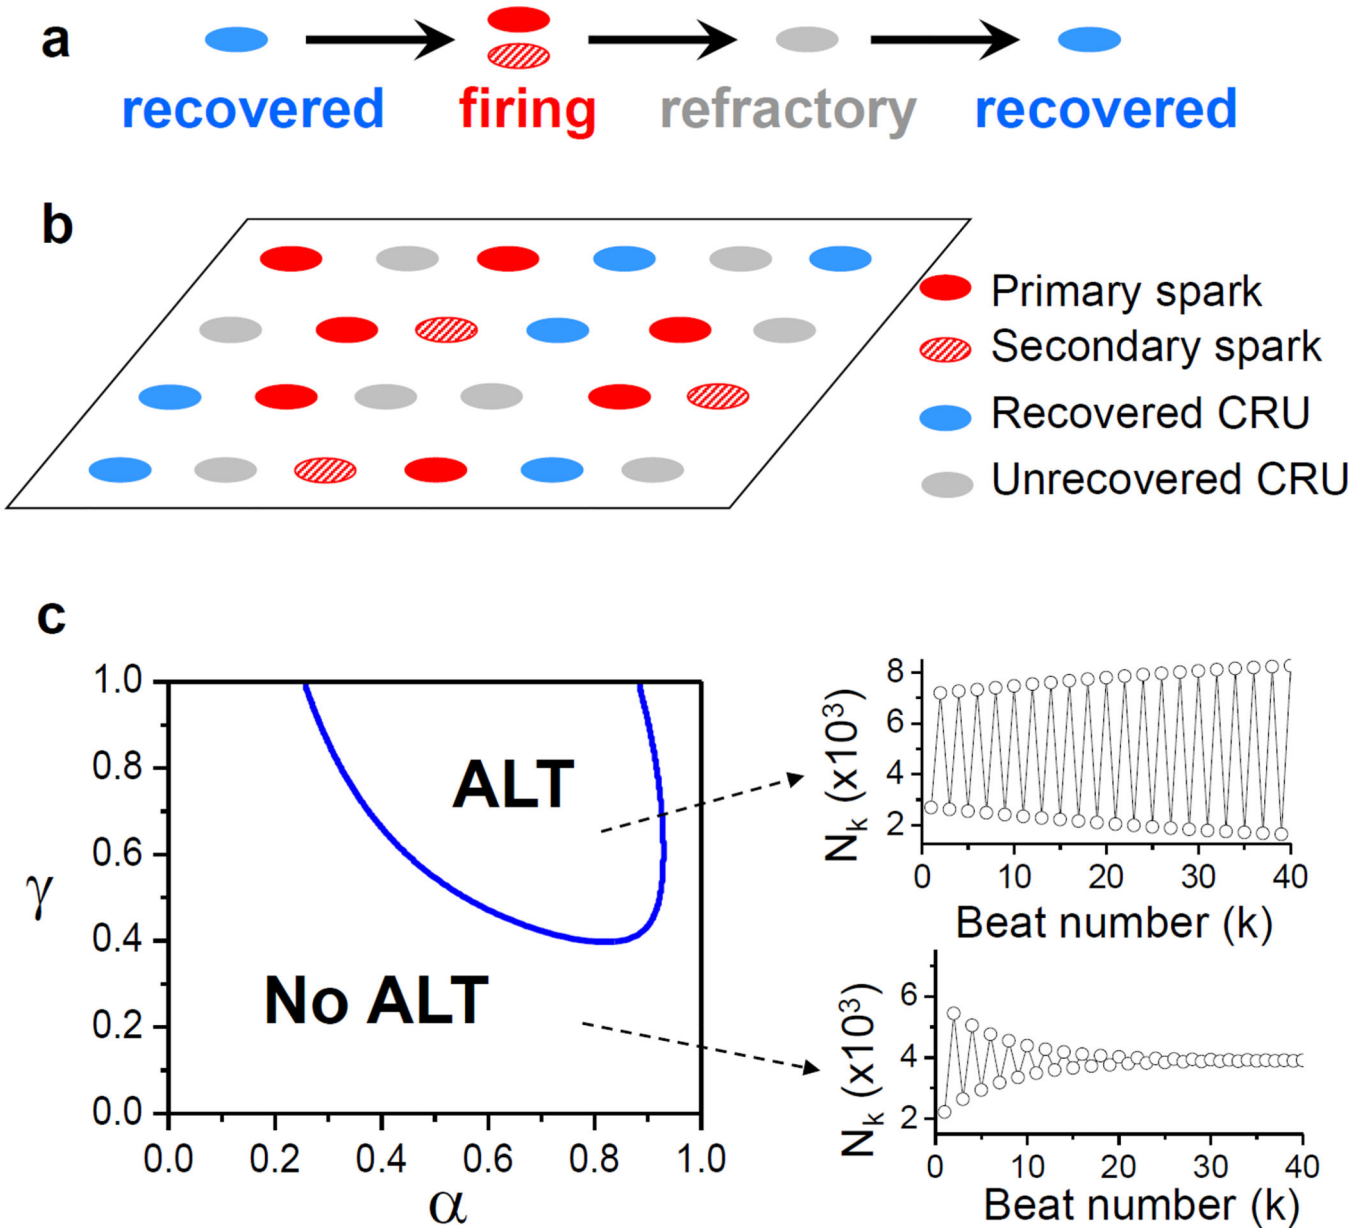 a
recovered firing refractory recovered
b
Primary spark
Secondary spark
Recovered CRU
Unrecovered CRU
c
1.0
0.8
0.6
0.4
0.2
0.0
γ
ALT
No ALT
0.0 0.2 0.4 0.6 0.8 1.0
α
8
6
4
2
N_k (x10³)
0 10 20 30 40
Beat number (k)
6
4
2
N_k (x10³)
0 10 20 30 40
Beat number (k)